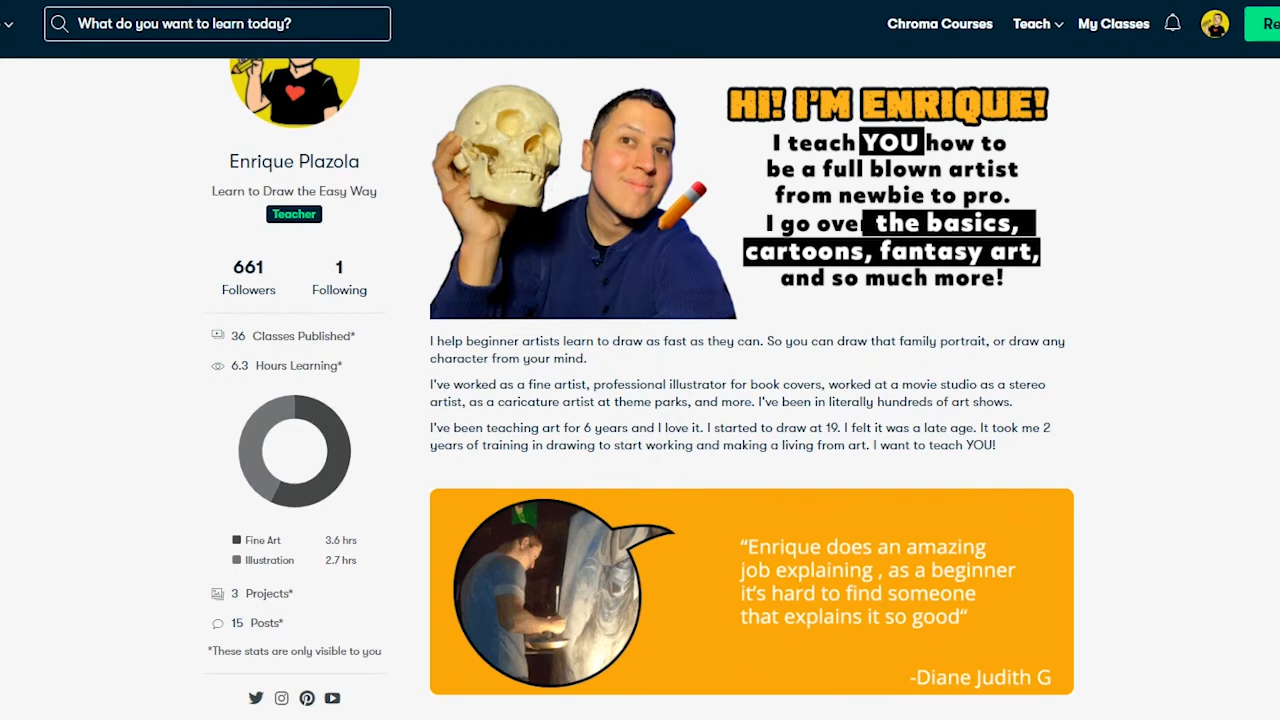 What do you want to learn today?
Chroma Courses
Teach
My Classes
Re
Enrique Plazola
Learn to Draw the Easy Way
Teacher
661
Followers
1
Following
36 Classes Published*
6.3 Hours Learning*
Fine Art 3.6 hrs
Illustration 2.7 hrs
3 Projects*
15 Posts*
*These stats are only visible to you
HI! I'M ENRIQUE!
I teach YOU how to
be a full blown artist
from newbie to pro.
I go over the basics,
cartoons, fantasy art,
and so much more!
I help beginner artists learn to draw as fast as they can. So you can draw that family portrait, or draw any
character from your mind.
I've worked as a fine artist, professional illustrator for book covers, worked at a movie studio as a stereo
artist, as a caricature artist at theme parks, and more. I've been in literally hundreds of art shows.
I've been teaching art for 6 years and I love it. I started to draw at 19. I felt it was a late age. It took me 2
years of training in drawing to start working and making a living from art. I want to teach YOU!
“Enrique does an amazing
job explaining , as a beginner
it’s hard to find someone
that explains it so good“
-Diane Judith G